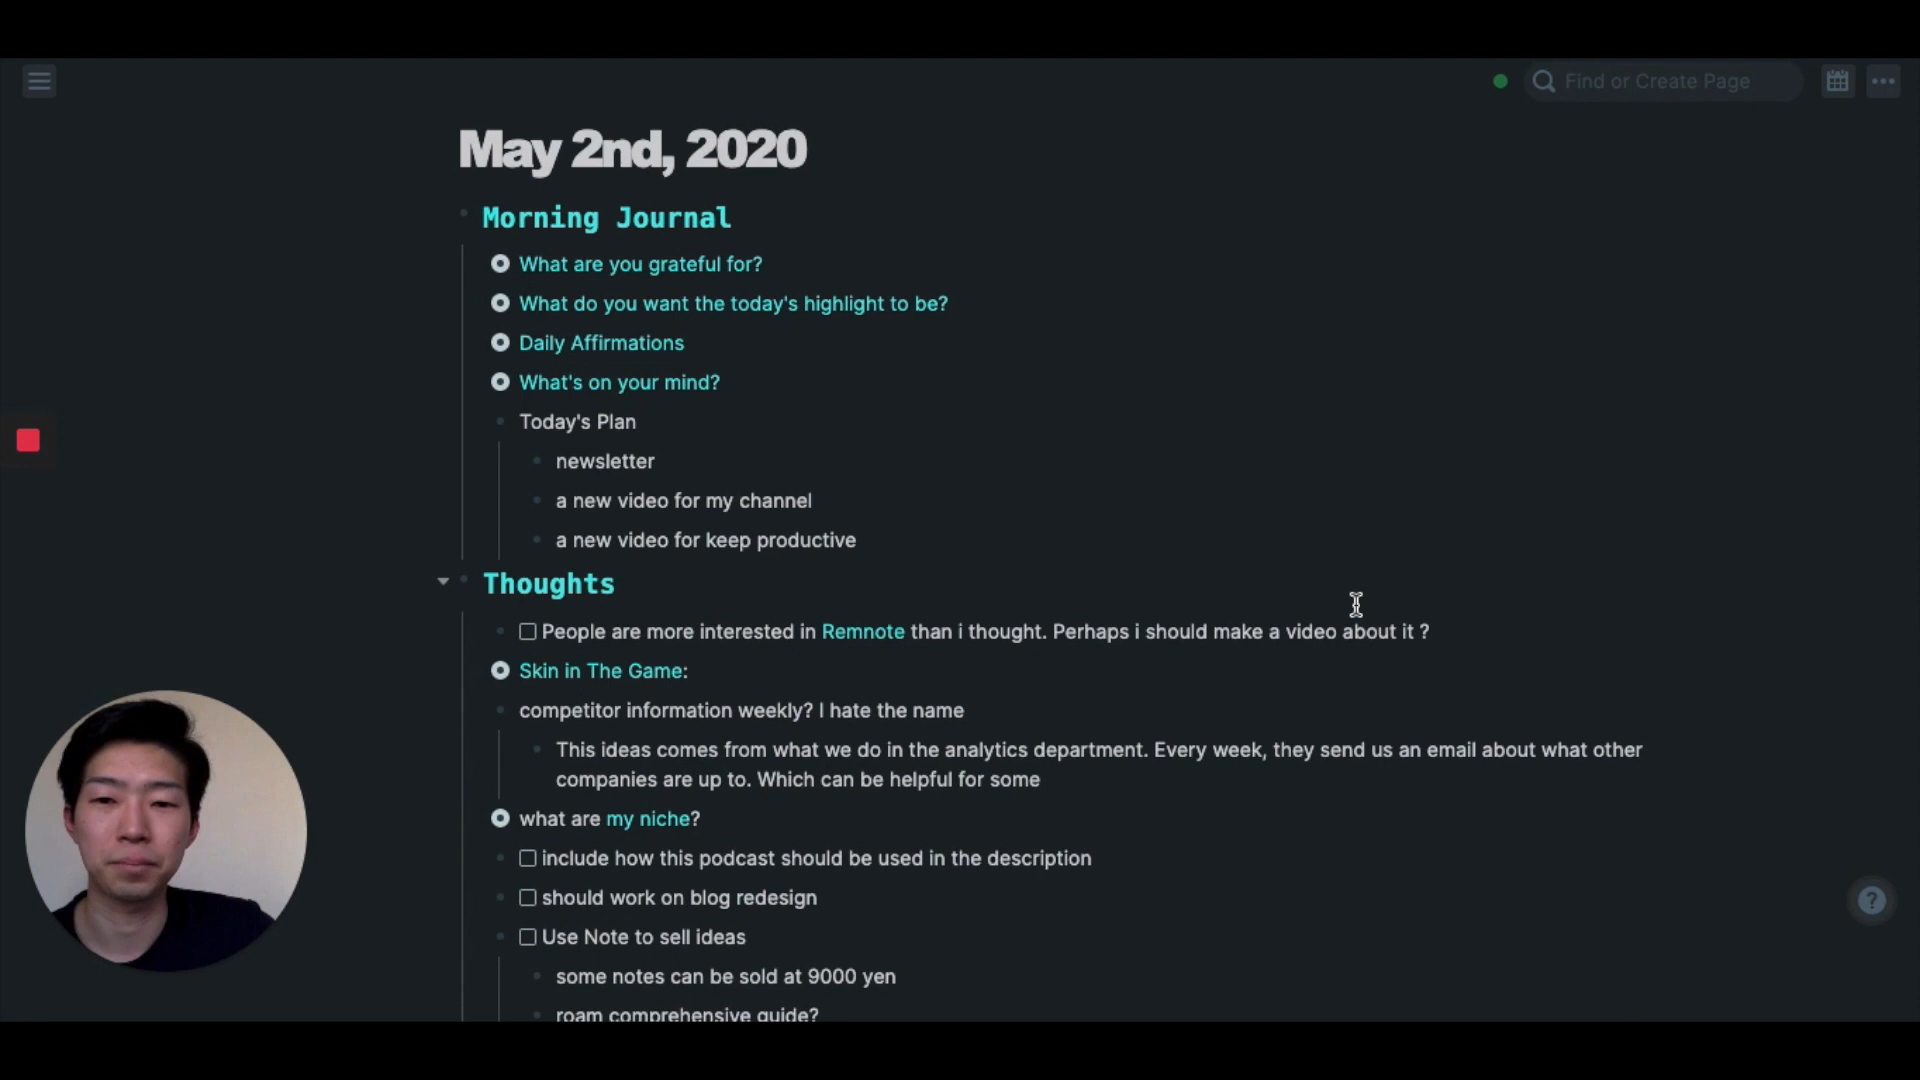 Find or Create Page
May 2nd, 2020
Morning Journal
What are you grateful for?
What do you want the today's highlight to be?
Daily Affirmations
What's on your mind?
Today's Plan
newsletter
a new video for my channel
a new video for keep productive
Thoughts
People are more interested in Remnote than i thought. Perhaps i should make a video about it ?
Skin in The Game:
competitor information weekly? I hate the name
This ideas comes from what we do in the analytics department. Every week, they send us an email about what other
companies are up to. Which can be helpful for some
what are my niche?
include how this podcast should be used in the description
should work on blog redesign
Use Note to sell ideas
some notes can be sold at 9000 yen
roam comprehensive guide?